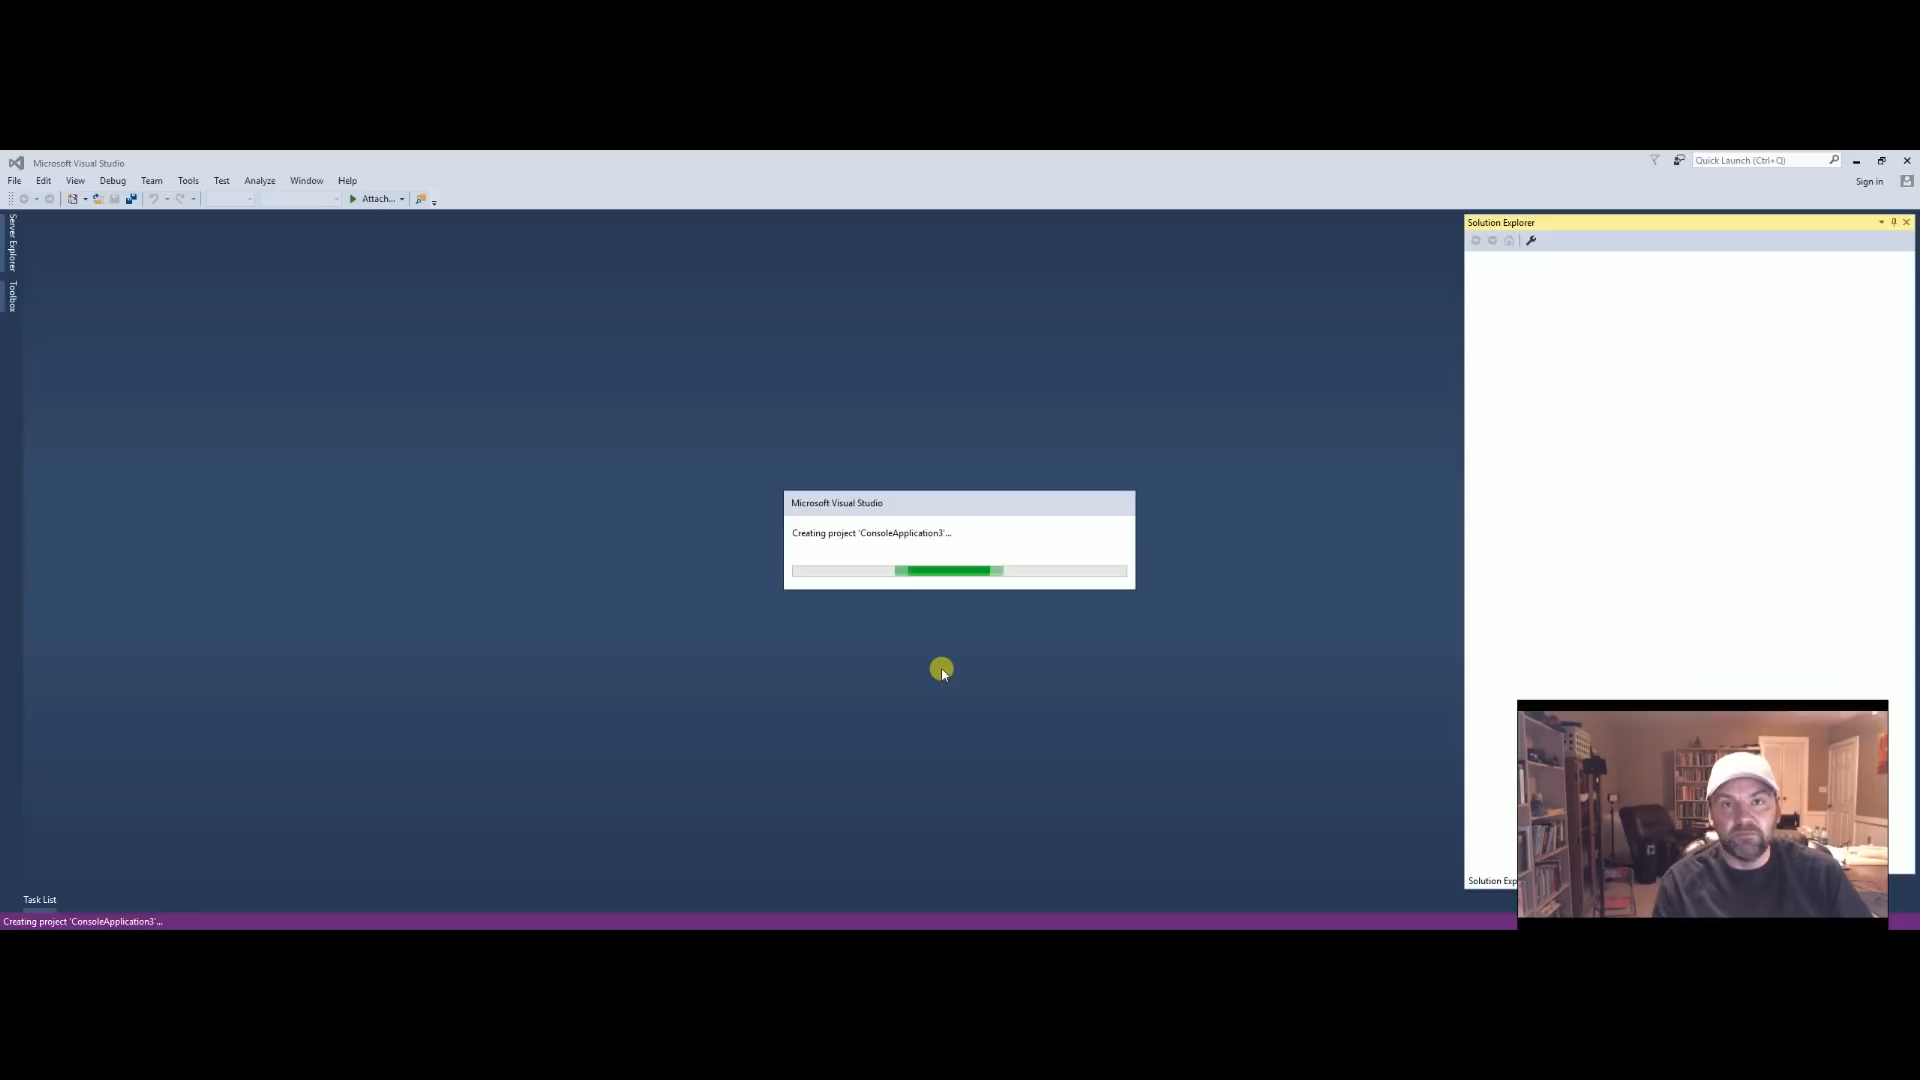 Microsoft Visual Studio
Quick Launch (Ctrl+Q)
File Edit View Debug Team Tools Test Analyze Window Help
Sign in
Attach...
Server Explorer
Toolbox
Solution Explorer
Microsoft Visual Studio
Creating project 'ConsoleApplication3'...
Solution Exp
Task List
Creating project 'ConsoleApplication3'...